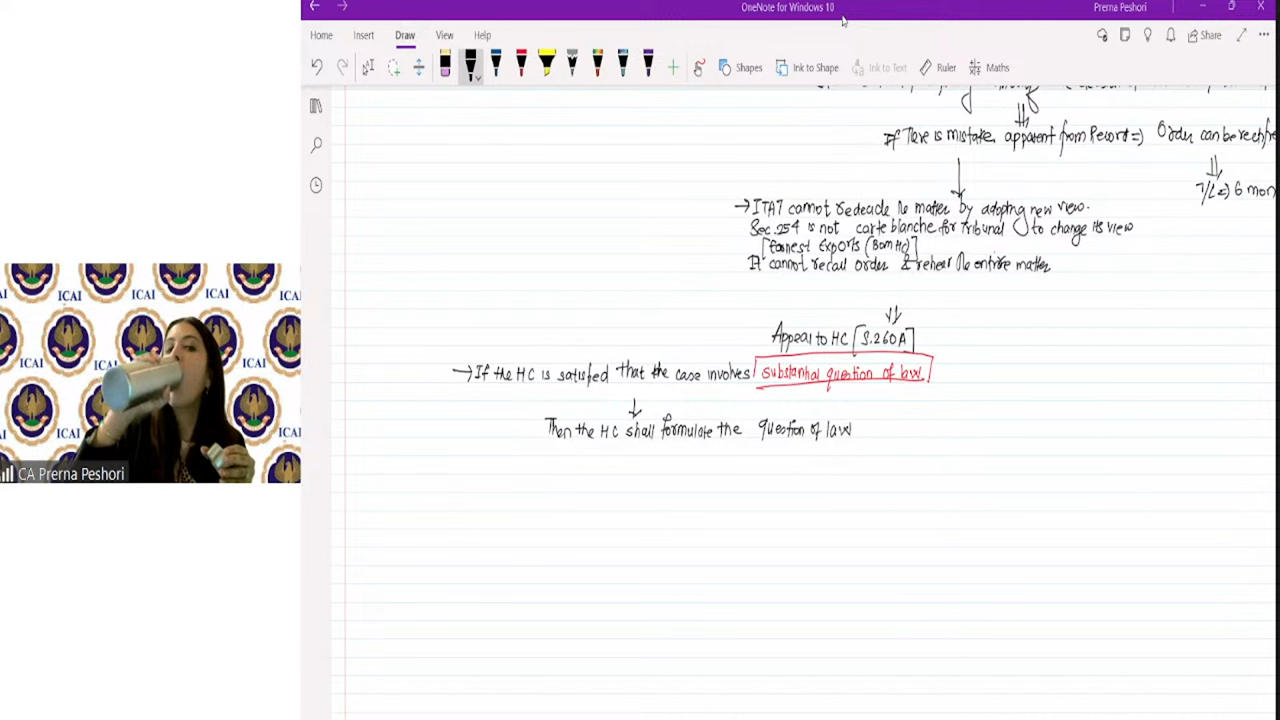 OneNote for Windows 10
Prerna Peshori
Home Insert Draw View Help
Share
Shapes Ink to Shape Ink to Text Ruler Maths
If There is mistake apparent from Record => Order can be rectifie
T/L => 6 mon
→ ITAT cannot redecide the matter by adopting new view.
Sec. 254 is not carte blanche for Tribunal to change its view
Exports (Bom HC)]
It cannot recall order & rehear the entire matter
Appeal to HC [S.260A]
→ If the HC is satisfied that the case involves substantial question of law.
Then the HC shall formulate the question of law
ICAI ICAI ICAI
ICAI
ICAI
CA Prerna Peshori